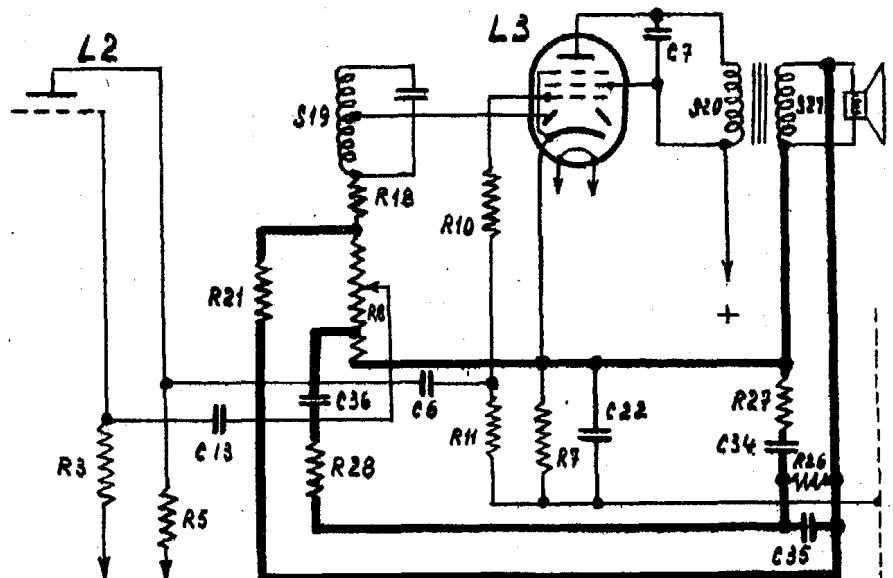 L2
L3
C7
S19
S20
S21
R18
R10
R21
R8
+
C36
C6
C22
R27
C13
R11
C34
R3
R28
R7
R26
R5
C35